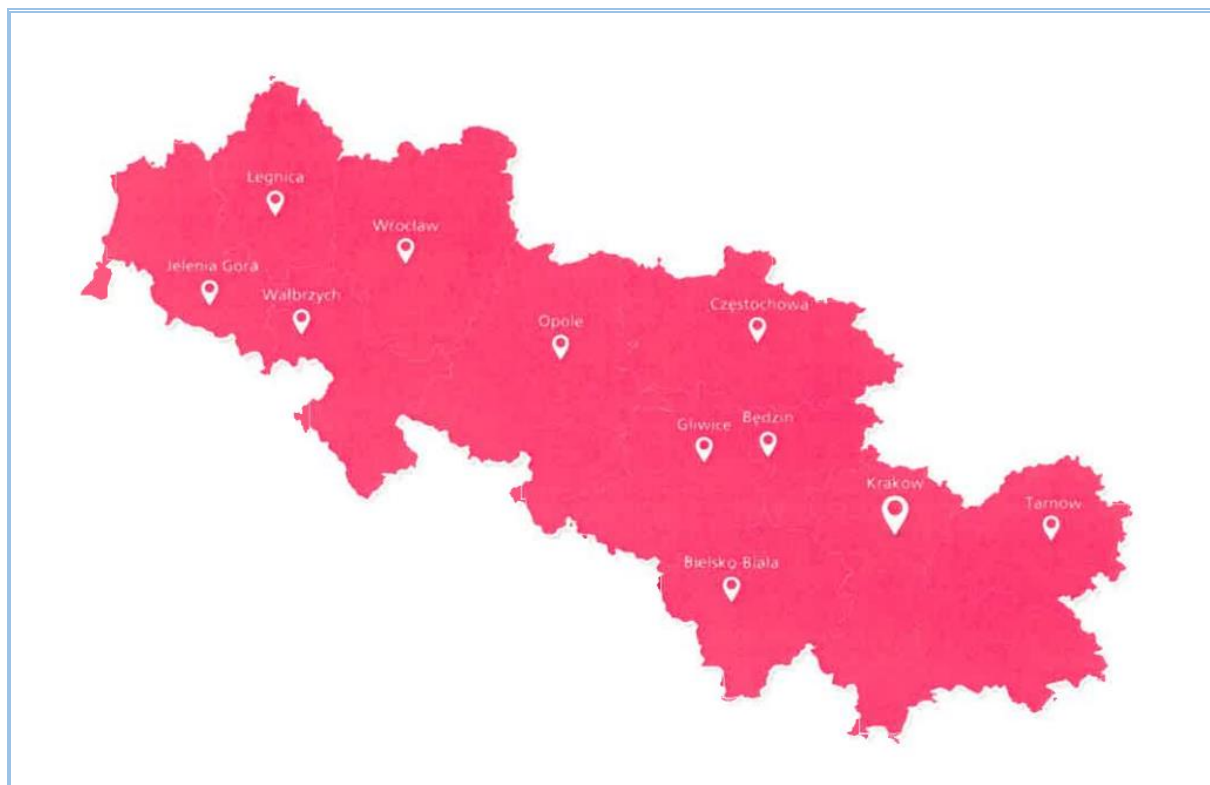 Legnica
Wrocław
Jelenia Góra
Wałbrzych
Opole
Częstochowa
Gliwice
Będzin
Kraków
Tarnów
Bielsko-Biała